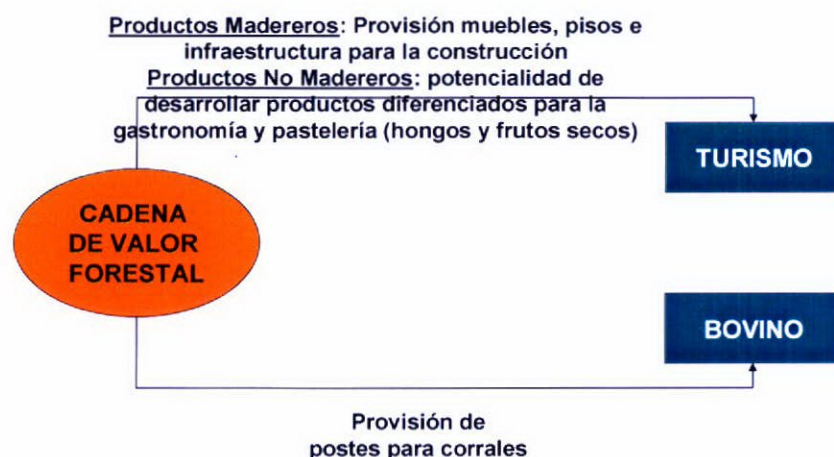 Productos Madereros: Provisión muebles, pisos e
infraestructura para la construcción
Productos No Madereros: potencialidad de
desarrollar productos diferenciados para la
gastronomía y pastelería (hongos y frutos secos)
TURISMO
CADENA
DE VALOR
FORESTAL
BOVINO
Provisión de
postes para corrales